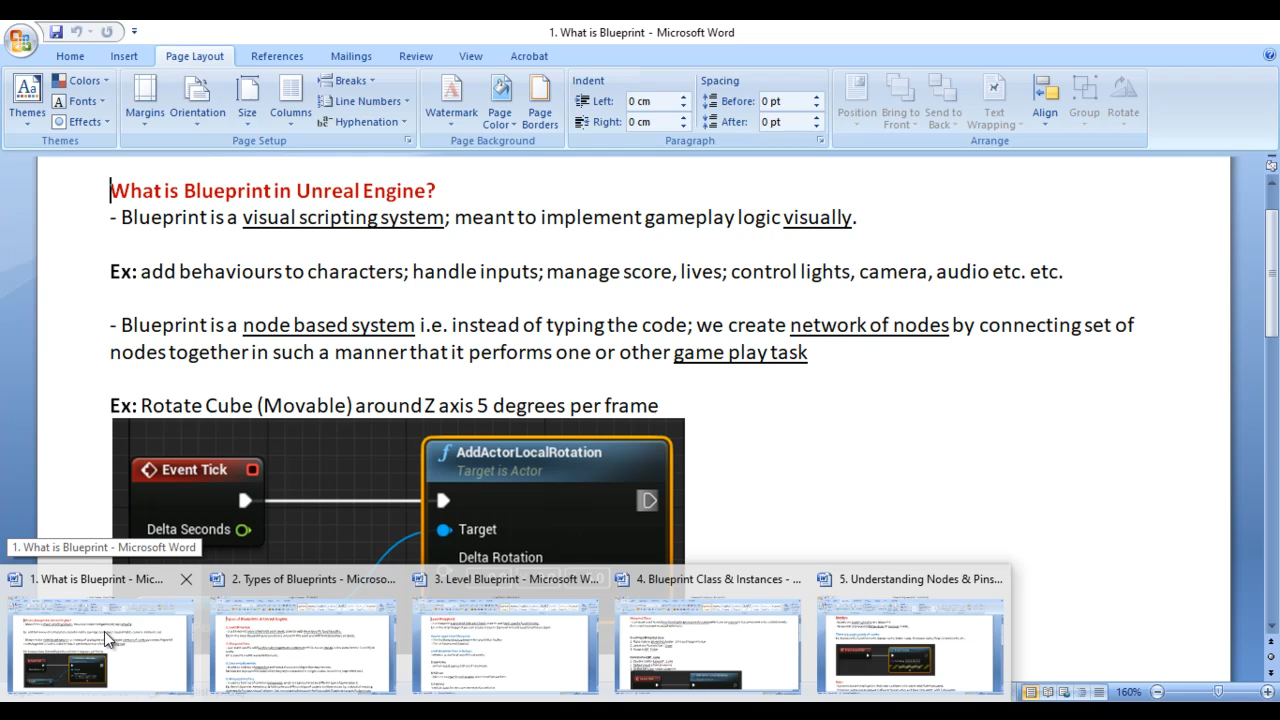 1. What is Blueprint - Microsoft Word
Home Insert Page Layout References Mailings Review View Acrobat
Themes Colors Fonts Effects Margins Orientation Size Columns Breaks Line Numbers Hyphenation Watermark Page Color Page Borders Indent Left: 0 cm Right: 0 cm Spacing Before: 0 pt After: 0 pt Position Bring to Front Send to Back Text Wrapping Align Group Rotate
Themes Page Setup Page Background Paragraph Arrange
What is Blueprint in Unreal Engine?
- Blueprint is a visual scripting system; meant to implement gameplay logic visually.
Ex: add behaviours to characters; handle inputs; manage score, lives; control lights, camera, audio etc. etc.
- Blueprint is a node based system i.e. instead of typing the code; we create network of nodes by connecting set of
nodes together in such a manner that it performs one or other game play task
Ex: Rotate Cube (Movable) around Z axis 5 degrees per frame
Event Tick
Delta Seconds
f AddActorLocalRotation
Target is Actor
Target
Delta Rotation
1. What is Blueprint - Microsoft Word
1. What is Blueprint - Mic... 2. Types of Blueprints - Microso... 3. Level Blueprint - Microsoft W... 4. Blueprint Class & Instances - ... 5. Understanding Nodes & Pins...
160%